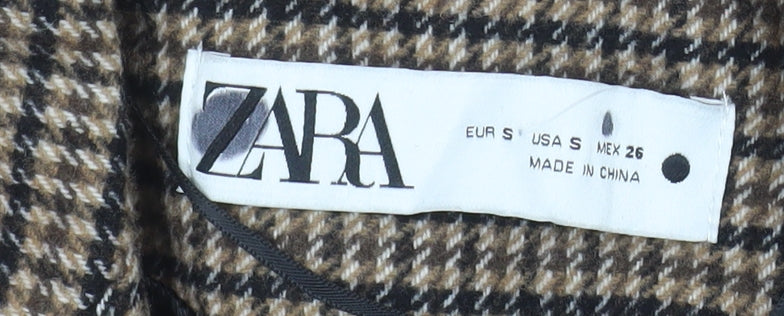 ZARA
EUR S USA S MEX 26
MADE IN CHINA